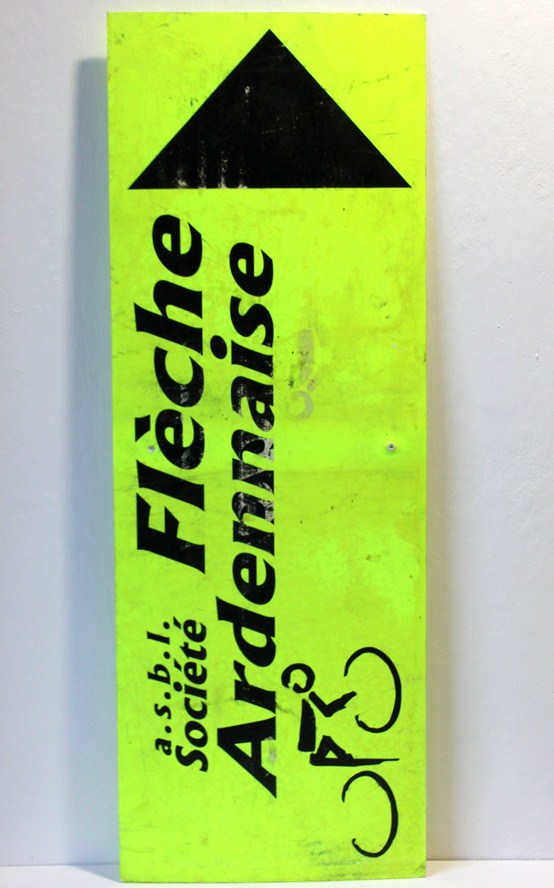 a.s.b.l.
Société Flèche
Ardennaise